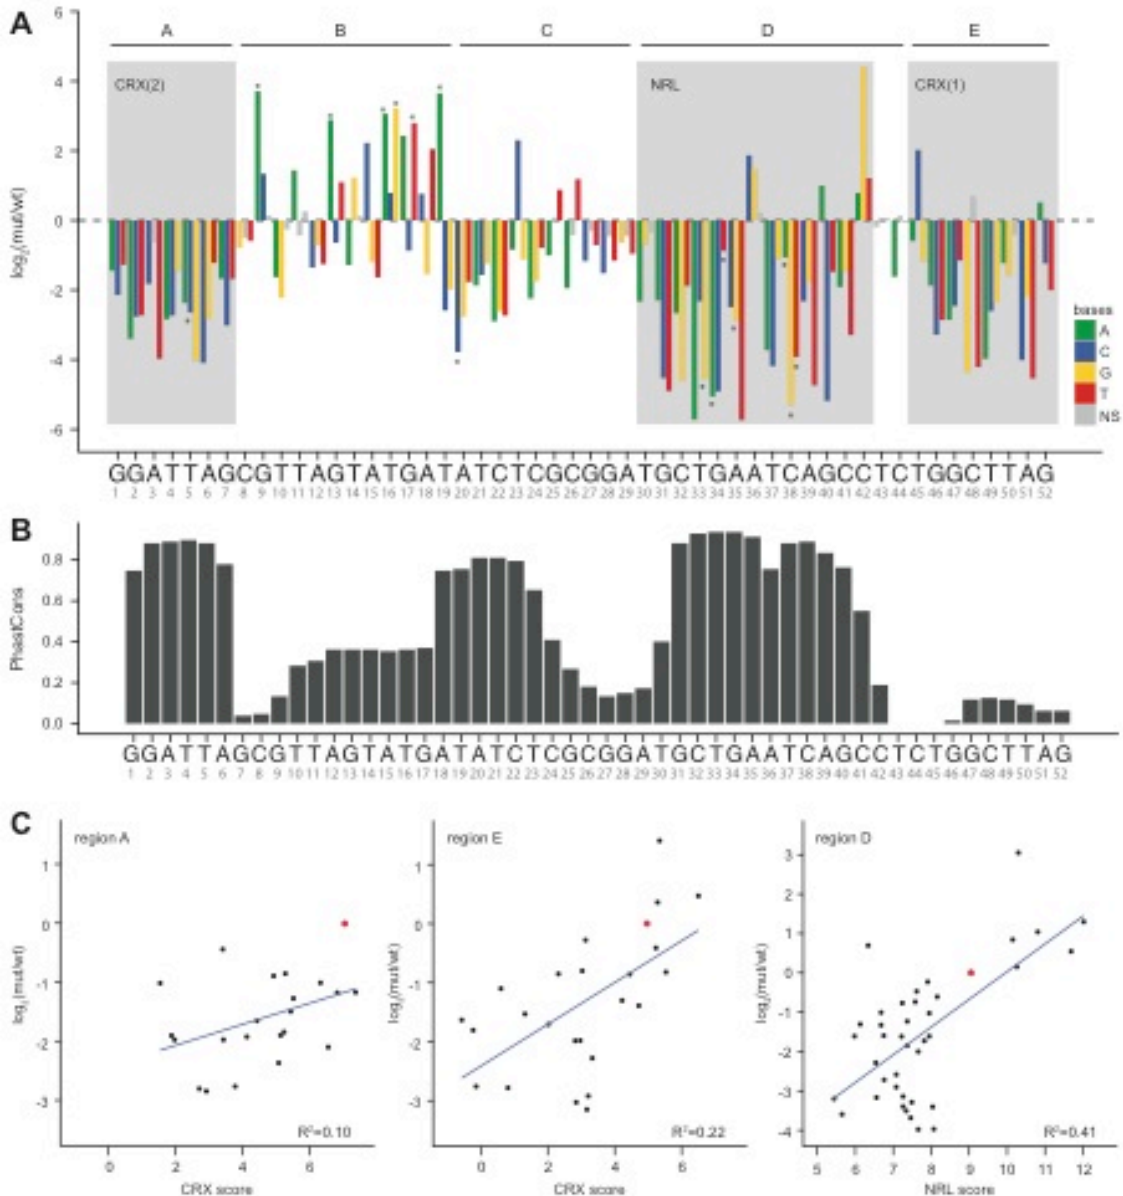 A
6
4
2
0
-2
-4
-6
log₂(mut/wt)
A B C D E
CRX(2) NRL CRX(1)
bases
A
C
G
T
NS
GGATTAGCGTTAGTATGATATCTCGCGGATGCTGAATCAGCCTCTGGCTTAG
1 2 3 4 5 6 7 8 9 10 11 12 13 14 15 16 17 18 19 20 21 22 23 24 25 26 27 28 29 30 31 32 33 34 35 36 37 38 39 40 41 42 43 44 45 46 47 48 49 50 51 52
B
0.8
0.6
0.4
0.2
0.0
PhastCons
GGATTAGCGTTAGTATGATATCTCGCGGATGCTGAATCAGCCTCTGGCTTAG
1 2 3 4 5 6 7 8 9 10 11 12 13 14 15 16 17 18 19 20 21 22 23 24 25 26 27 28 29 30 31 32 33 34 35 36 37 38 39 40 41 42 43 44 45 46 47 48 49 50 51 52
C
region A
1
0
-1
-2
-3
log₂(mut/wt)
R²=0.10
0 2 4 6
CRX score
region E
1
0
-1
-2
-3
log₂(mut/wt)
R²=0.22
0 2 4 6
CRX score
region D
3
2
1
0
-1
-2
-3
-4
log₂(mut/wt)
R²=0.41
5 6 7 8 9 10 11 12
NRL score